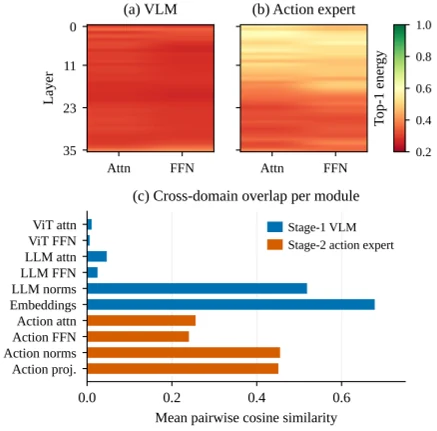 (a) VLM
(b) Action expert
0
11
23
35
Layer
Attn
FFN
Attn
FFN
1.0
0.8
0.6
0.4
0.2
Top-1 energy
(c) Cross-domain overlap per module
ViT attn
ViT FFN
LLM attn
LLM FFN
LLM norms
Embeddings
Action attn
Action FFN
Action norms
Action proj.
Stage-1 VLM
Stage-2 action expert
0.0
0.2
0.4
0.6
Mean pairwise cosine similarity